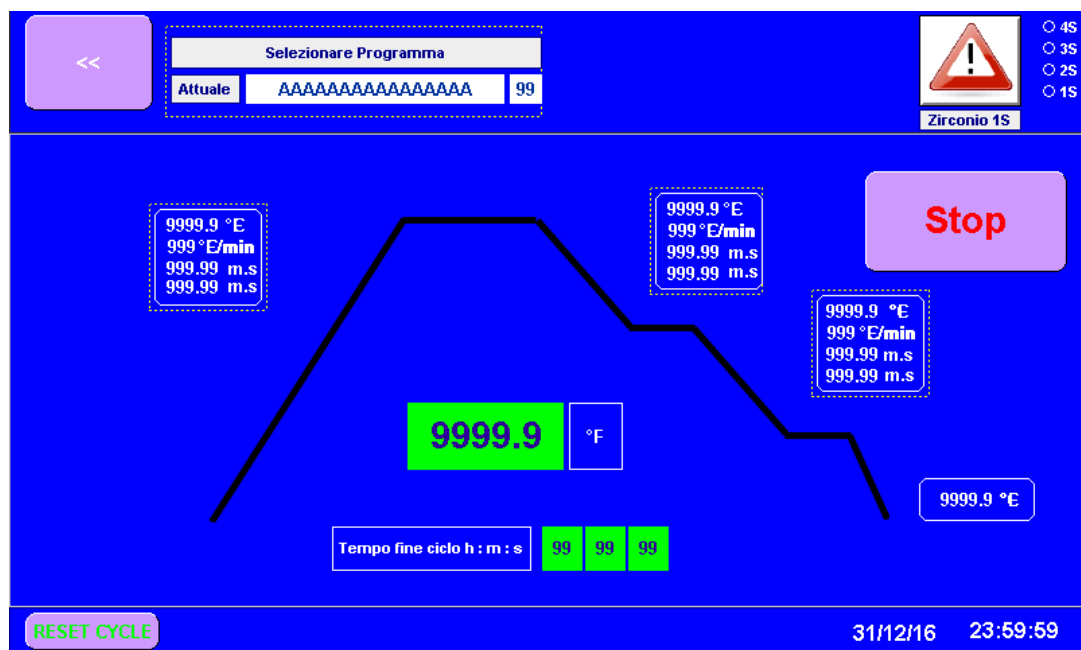 <<
Selezionare Programma
Attuale AAAAAAAAAAAAAAAA 99
4S
3S
2S
1S
Zirconio 1S
9999.9 °E
999 °E/min
999.99 m.s
999.99 m.s
9999.9 °E
999 °E/min
999.99 m.s
999.99 m.s
Stop
9999.9 °E
999 °E/min
999.99 m.s
999.99 m.s
9999.9 °F
9999.9 °E
Tempo fine ciclo h : m : s 99 99 99
RESET CYCLE
31/12/16 23:59:59